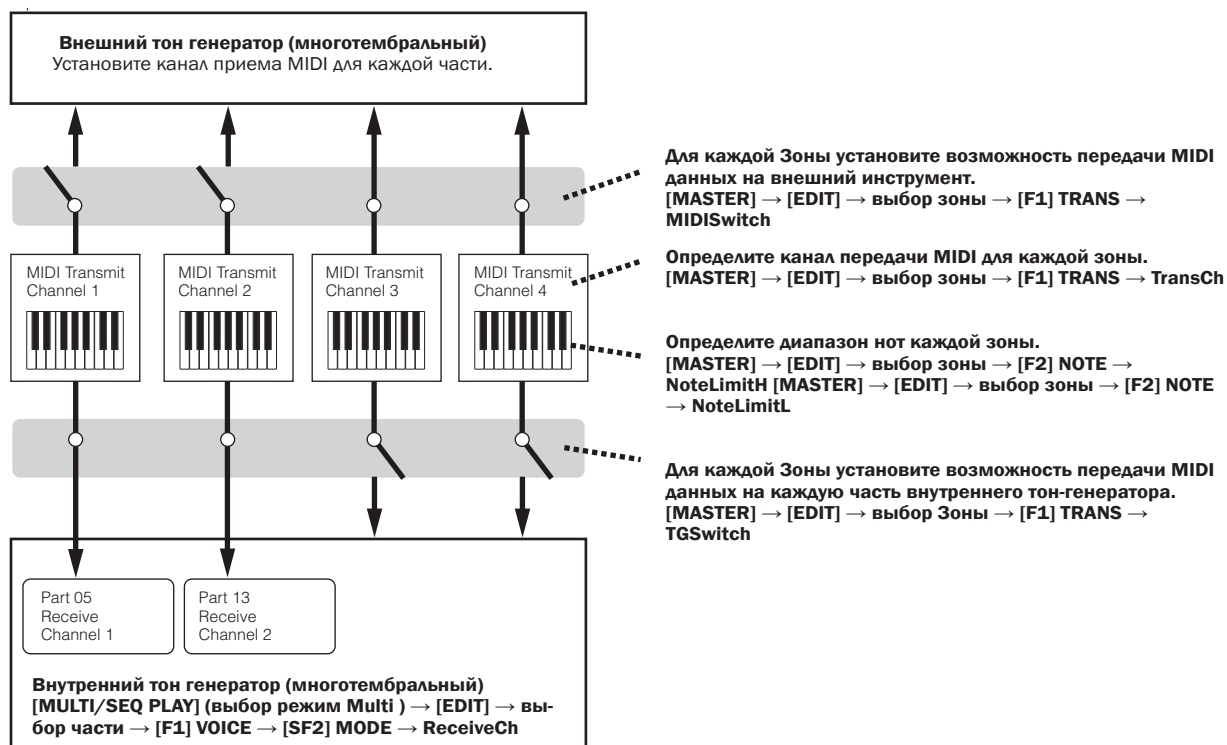 Внешний тон генератор (многотембральный)
Установите канал приема MIDI для каждой части.
Для каждой Зоны установите возможность передачи MIDI
данных на внешний инструмент.
[MASTER] → [EDIT] → выбор зоны → [F1] TRANS →
MIDISwitch
MIDI Transmit
Channel 1
MIDI Transmit
Channel 2
MIDI Transmit
Channel 3
MIDI Transmit
Channel 4
Определите канал передачи MIDI для каждой зоны.
[MASTER] → [EDIT] → выбор зоны → [F1] TRANS → TransCh
Определите диапазон нот каждой зоны.
[MASTER] → [EDIT] → выбор зоны → [F2] NOTE →
NoteLimitH [MASTER] → [EDIT] → выбор зоны → [F2] NOTE
→ NoteLimitL
Для каждой Зоны установите возможность передачи MIDI
данных на каждую часть внутреннего тон-генератора.
[MASTER] → [EDIT] → выбор Зоны → [F1] TRANS →
TGSwitch
Part 05
Receive
Channel 1
Part 13
Receive
Channel 2
Внутренний тон генератор (многотембральный)
[MULTI/SEQ PLAY] (выбор режим Multi ) → [EDIT] → вы-
бор части → [F1] VOICE → [SF2] MODE → ReceiveCh